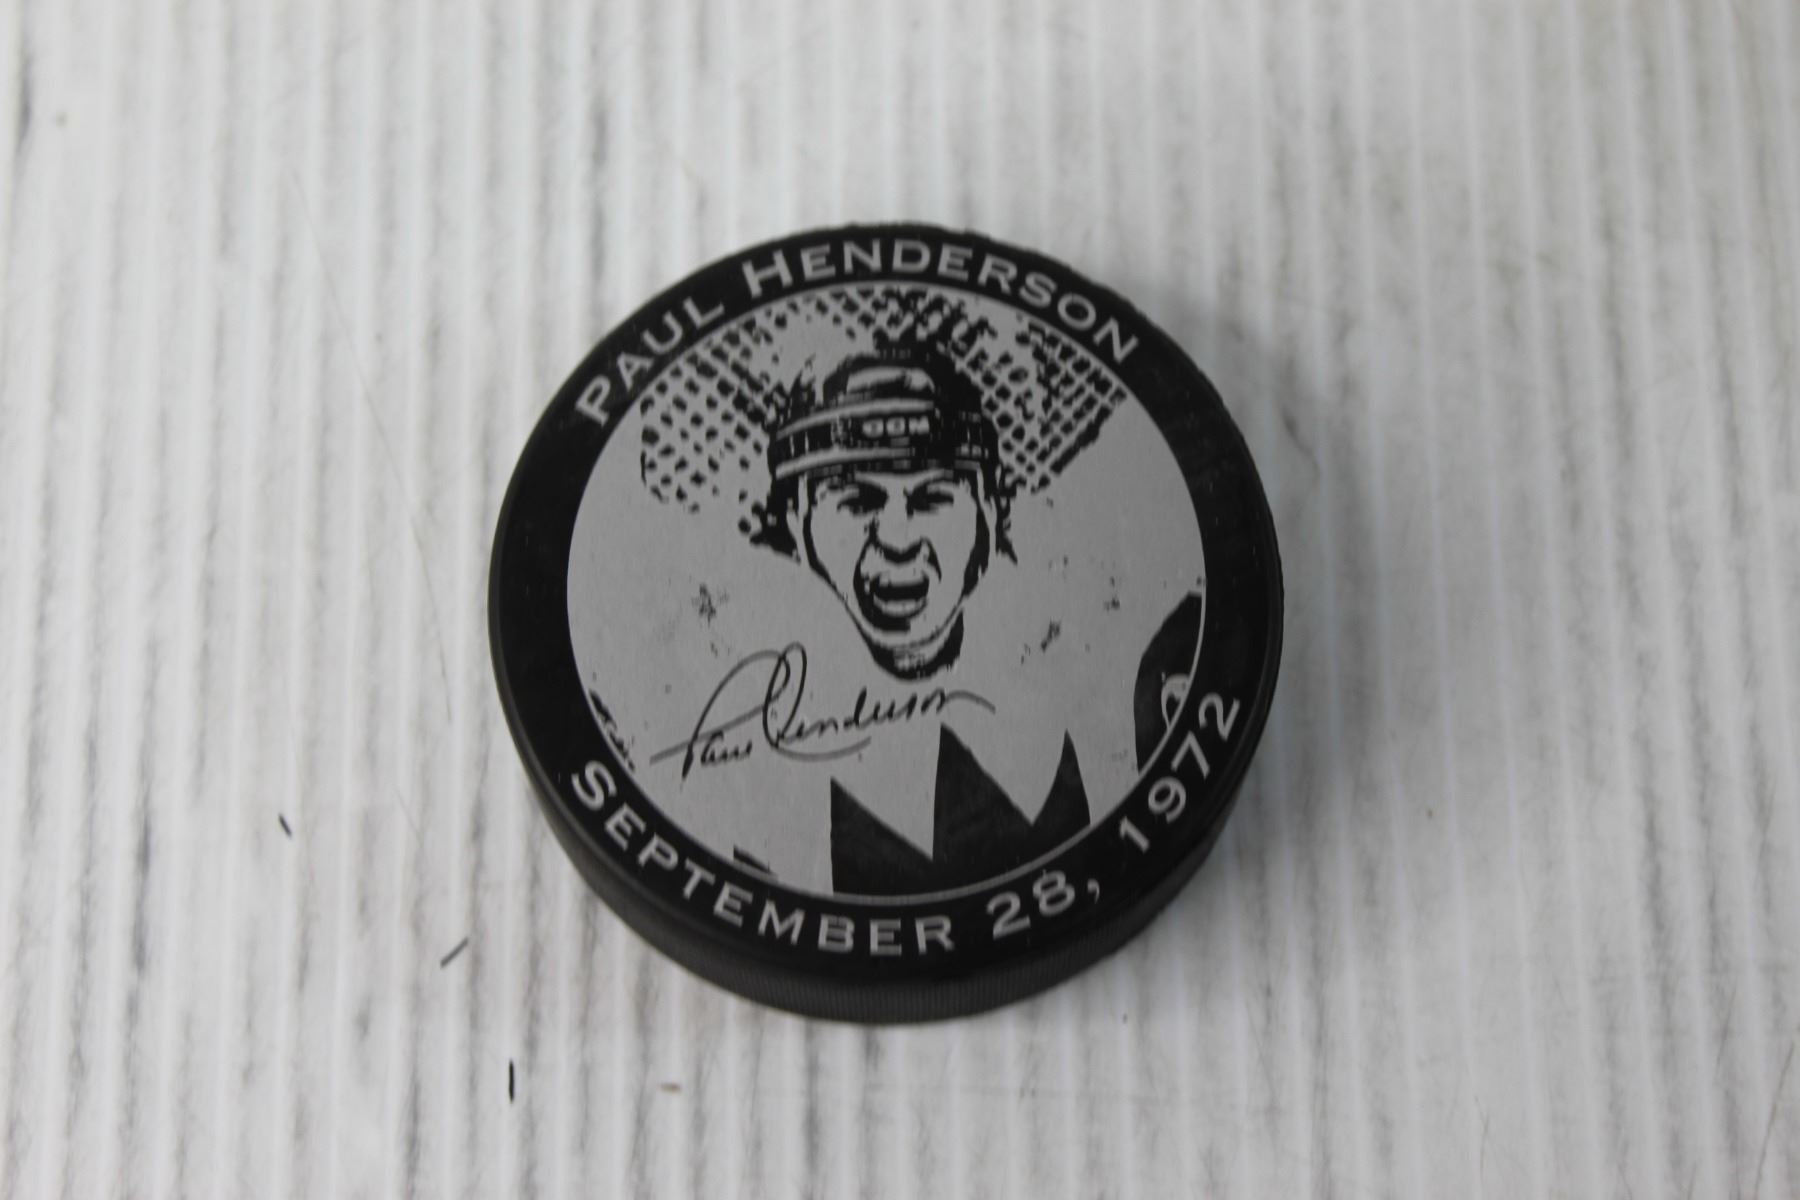 PAUL HENDERSON
CCM
Paul Henderson
SEPTEMBER 28, 1972